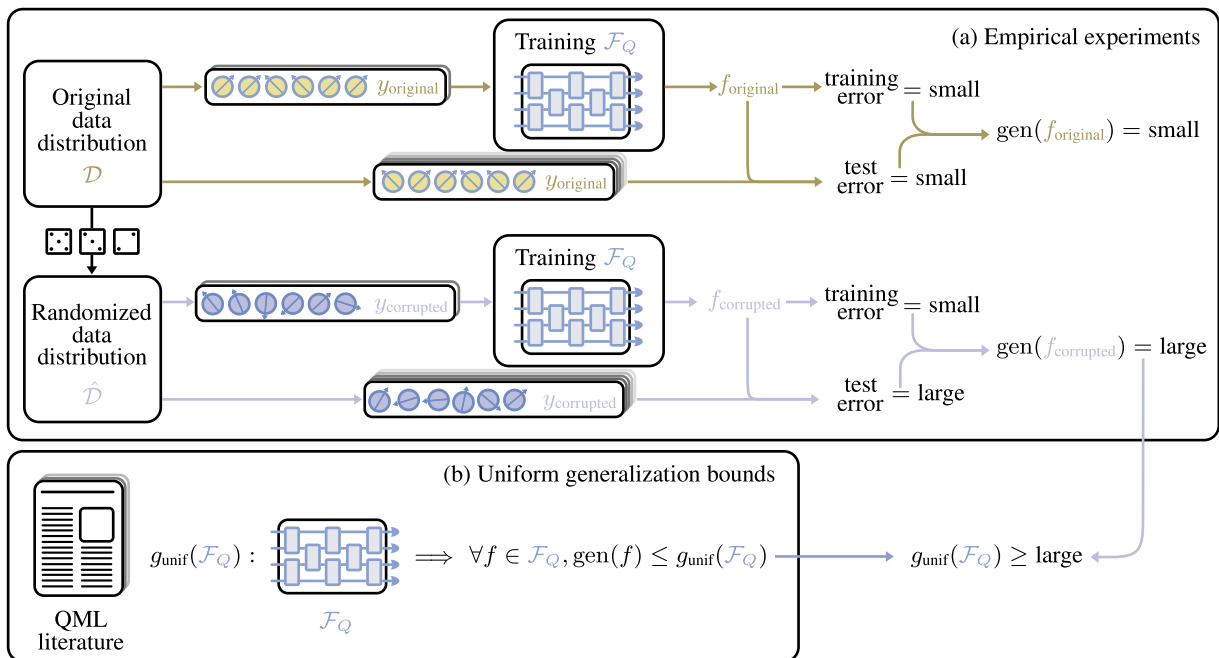 (a) Empirical experiments
Original
data
distribution
𝒟
y_original
Training ℱ_Q
f_original
training
error = small
gen(f_original) = small
y_original
test
error = small
Randomized
data
distribution
𝒟̂
y_corrupted
Training ℱ_Q
f_corrupted
training
error = small
gen(f_corrupted) = large
y_corrupted
test
error = large
(b) Uniform generalization bounds
QML
literature
g_unif(ℱ_Q) :
ℱ_Q
⟹ ∀f ∈ ℱ_Q, gen(f) ≤ g_unif(ℱ_Q)
g_unif(ℱ_Q) ≥ large